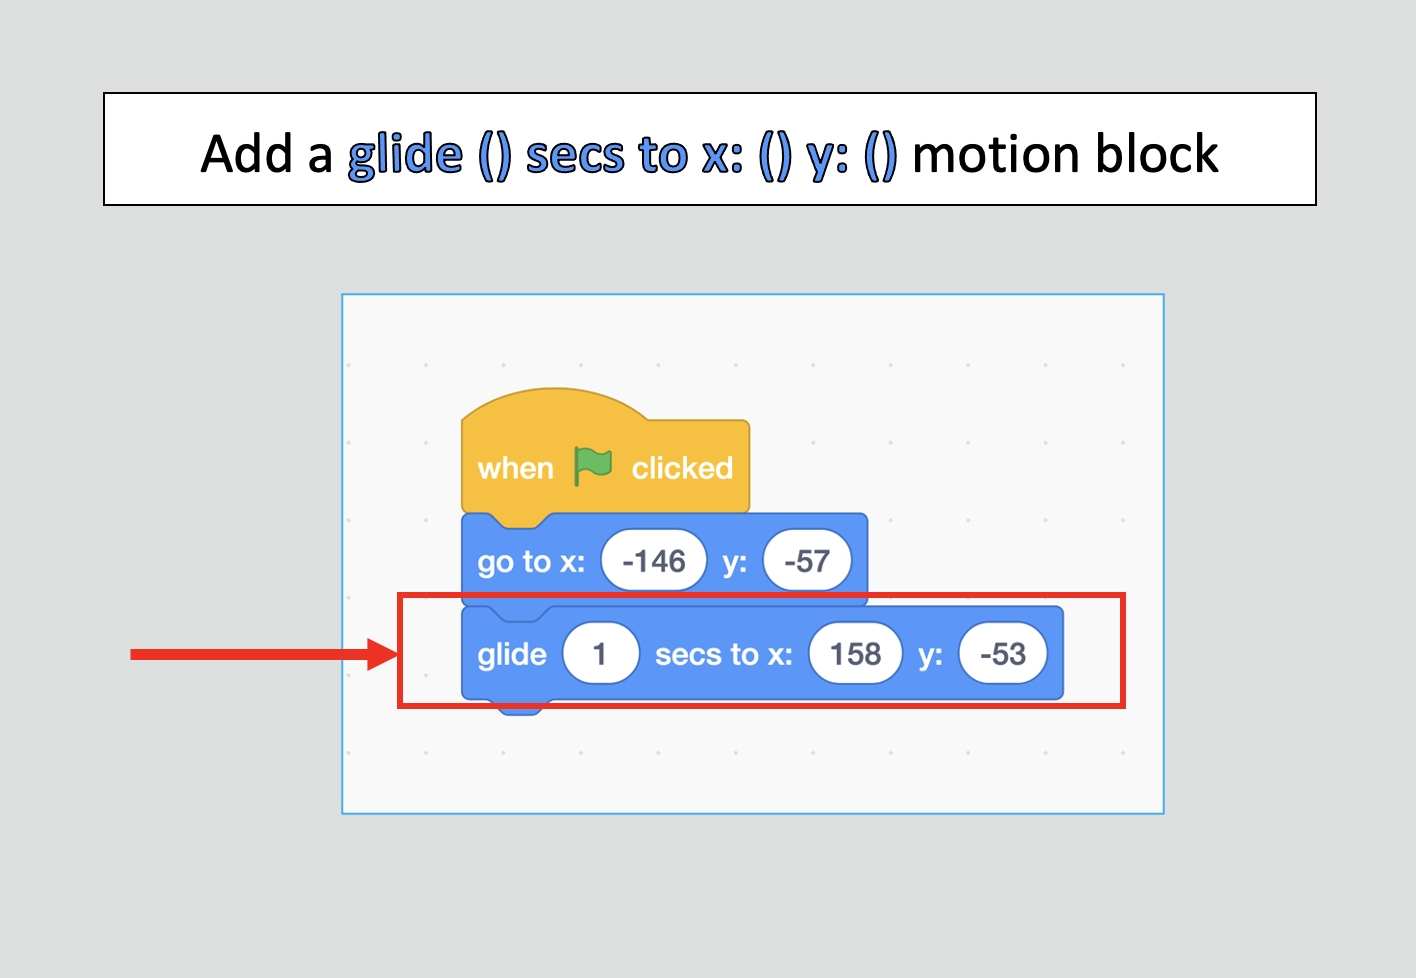 Add a glide () secs to x: () y: () motion block
when clicked
go to x: -146 y: -57
glide 1 secs to x: 158 y: -53